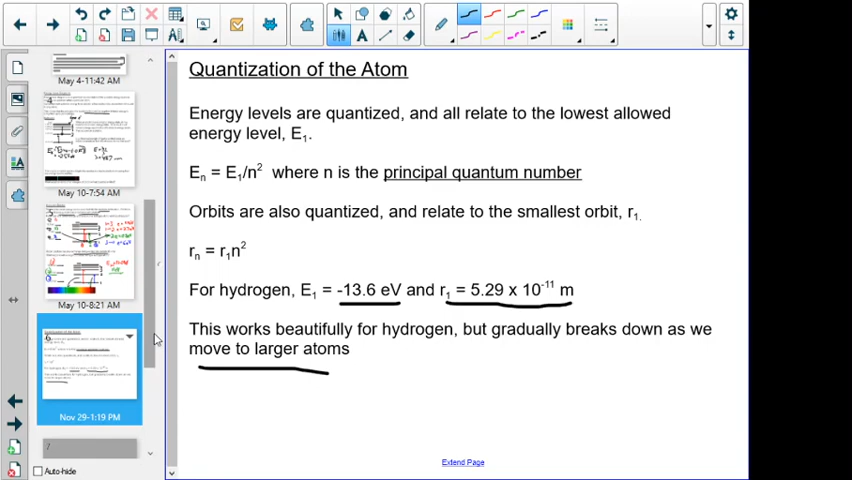 Quantization of the Atom
Energy levels are quantized, and all relate to the lowest allowed
energy level, E₁.
Eₙ = E₁/n² where n is the principal quantum number
Orbits are also quantized, and relate to the smallest orbit, r₁.
rₙ = r₁n²
For hydrogen, E₁ = -13.6 eV and r₁ = 5.29 x 10⁻¹¹ m
This works beautifully for hydrogen, but gradually breaks down as we
move to larger atoms
Extend Page
May 4-11:42 AM
4
May 10-7:54 AM
5
May 10-8:21 AM
6
Nov 29-1:19 PM
7
Auto-hide